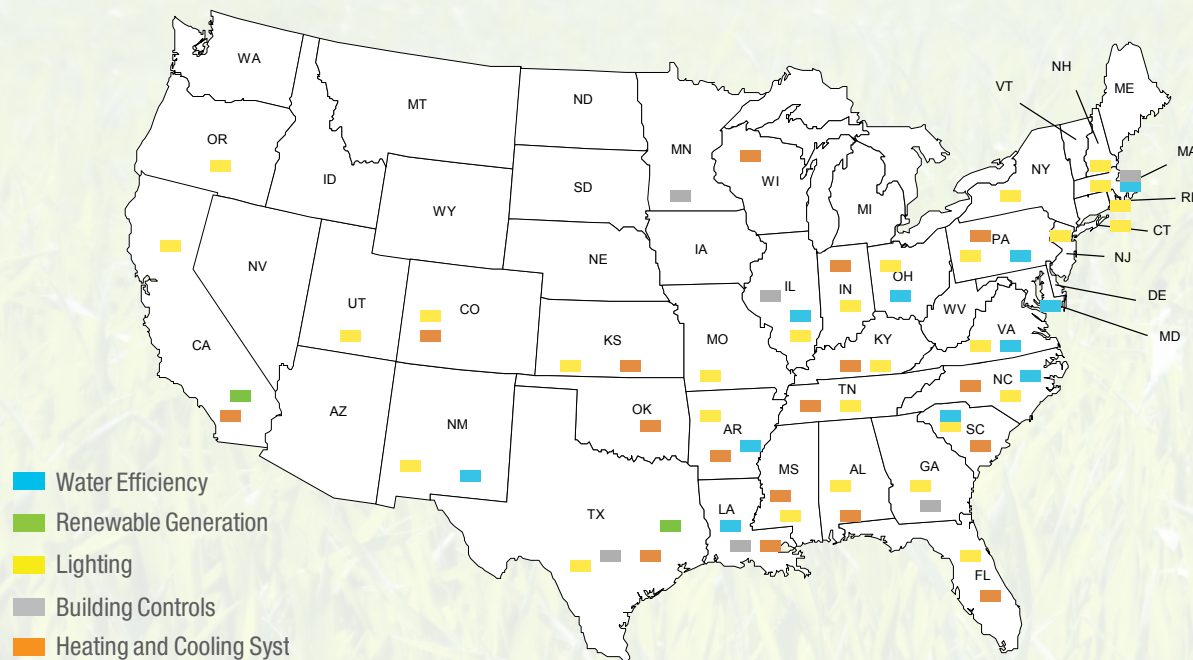 NH
VT
ME
WA
MT
ND
MN
MA
OR
ID
SD
WI
NY
WY
MI
RI
CT
IA
PA
NE
NJ
NV
OH
IL
IN
DE
UT
CO
WV
KS
MO
VA
KY
MD
CA
NC
TN
AZ
OK
NM
AR
SC
MS
AL
GA
TX
LA
FL
Water Efficiency
Renewable Generation
Lighting
Building Controls
Heating and Cooling Syst